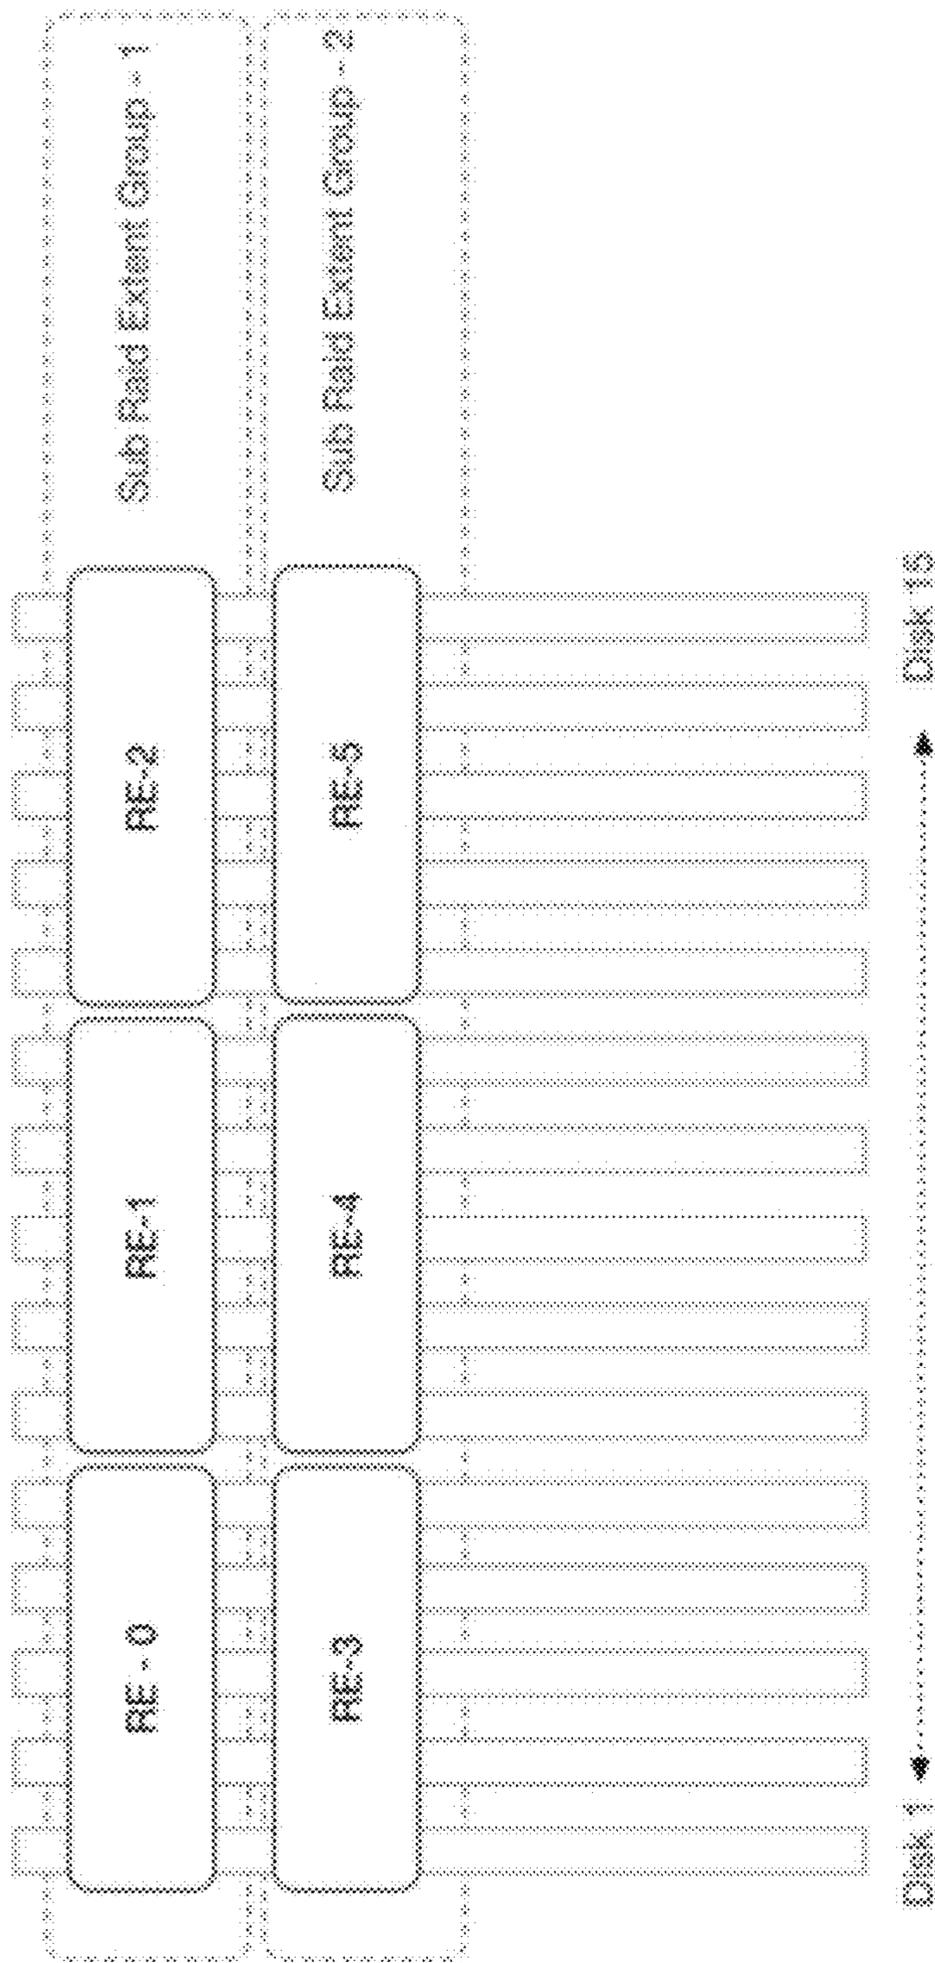 RE - 0
RE-1
RE-2
Sub Raid Extent Group - 1
RE-3
RE-4
RE-5
Sub Raid Extent Group - 2
Disk 1
Disk 15